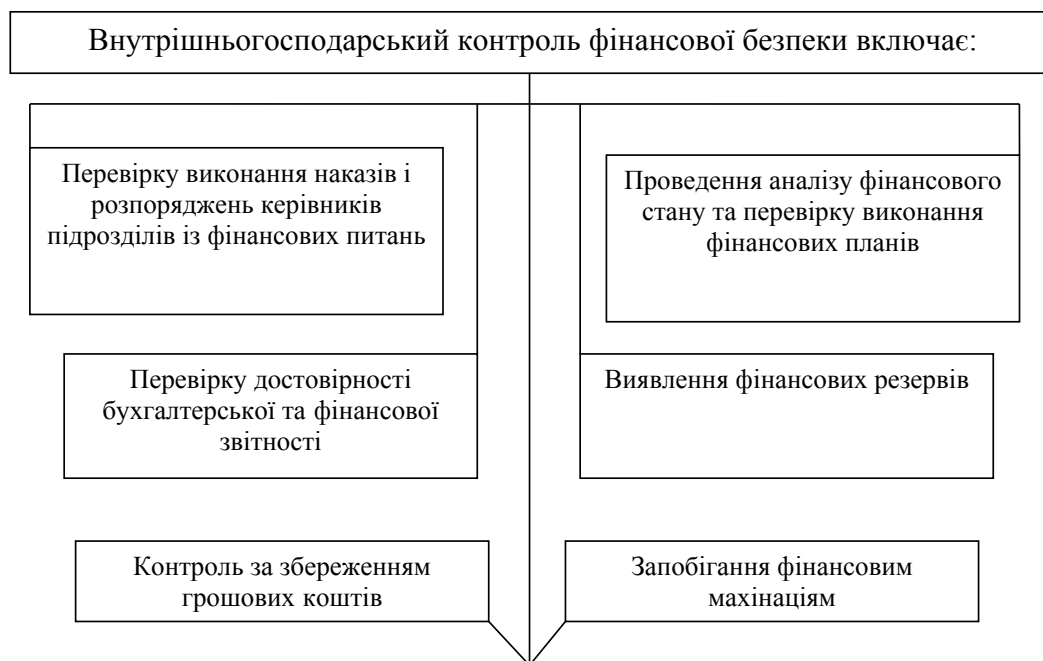 Внутрішньогосподарський контроль фінансової безпеки включає:
Перевірку виконання наказів і
розпоряджень керівників
підрозділів із фінансових питань
Проведення аналізу фінансового
стану та перевірку виконання
фінансових планів
Перевірку достовірності
бухгалтерської та фінансової
звітності
Виявлення фінансових резервів
Контроль за збереженням
грошових коштів
Запобігання фінансовим
махінаціям